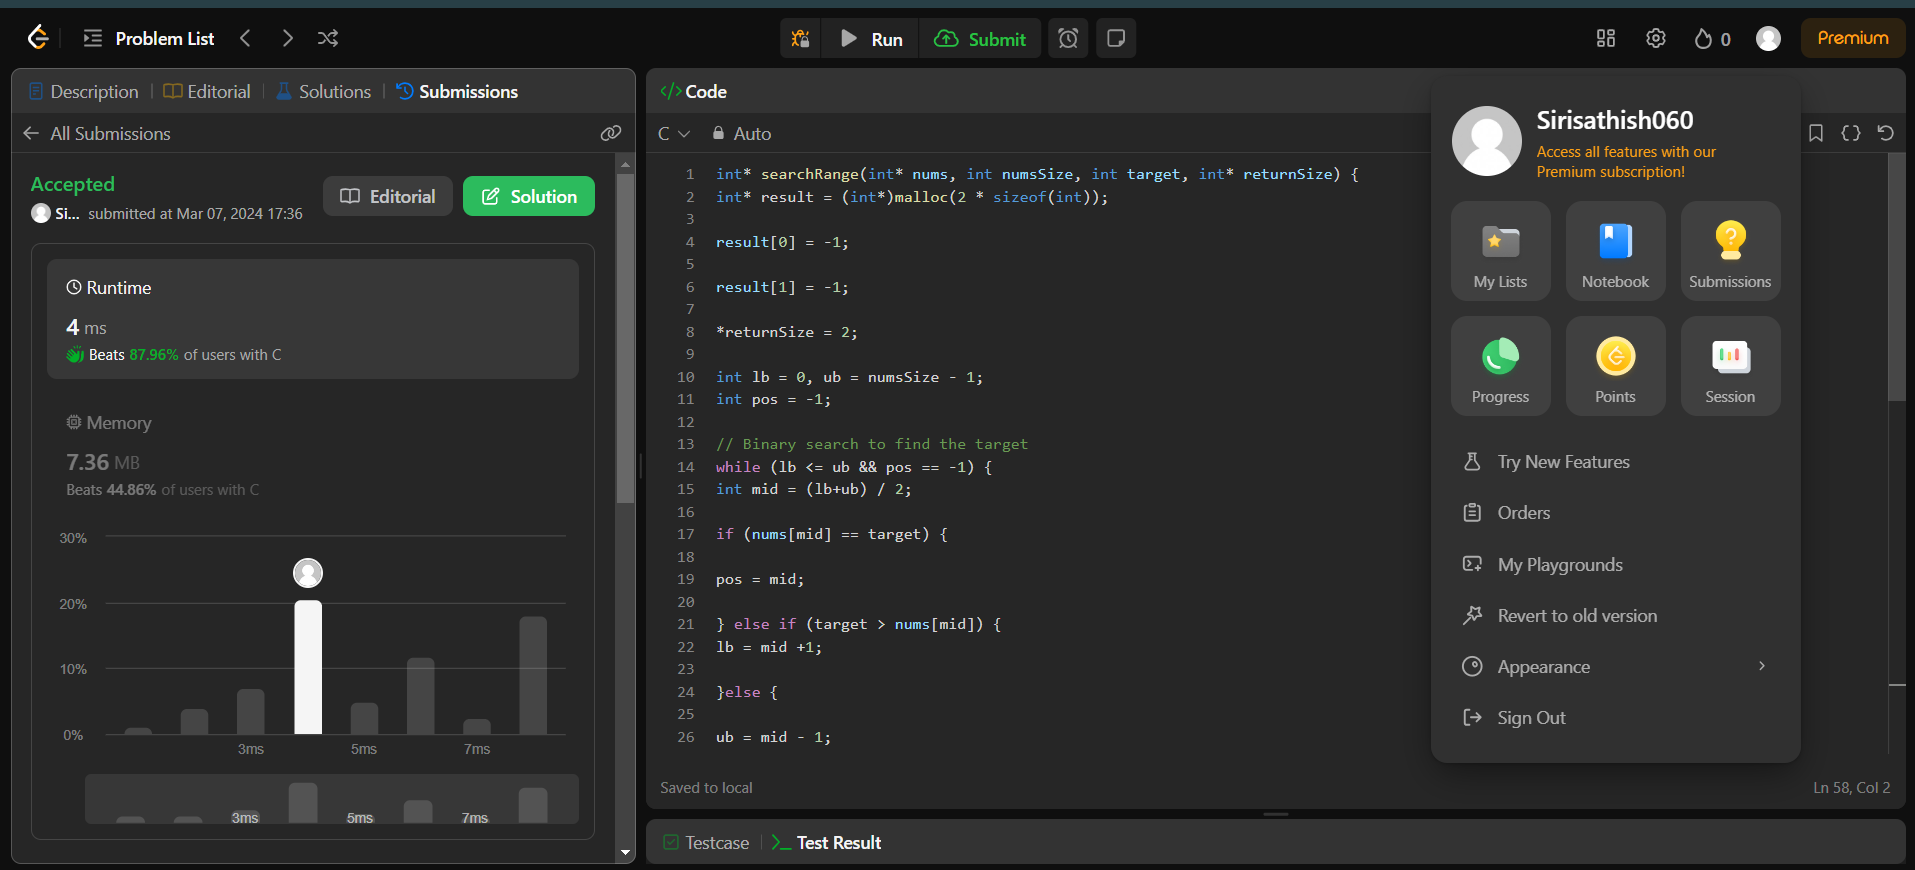 Problem List
Run
Submit
0
Premium
Description
Editorial
Solutions
Submissions
All Submissions
Accepted
Si... submitted at Mar 07, 2024 17:36
Editorial
Solution
Runtime
4 ms
Beats 87.96% of users with C
Memory
7.36 MB
Beats 44.86% of users with C
30%
20%
10%
0%
3ms 5ms 7ms
3ms 5ms 7ms
</> Code
C
Auto
1 int* searchRange(int* nums, int numsSize, int target, int* returnSize) {
2 int* result = (int*)malloc(2 * sizeof(int));
3
4 result[0] = -1;
5
6 result[1] = -1;
7
8 *returnSize = 2;
9
10 int lb = 0, ub = numsSize - 1;
11 int pos = -1;
12
13 // Binary search to find the target
14 while (lb <= ub && pos == -1) {
15 int mid = (lb+ub) / 2;
16
17 if (nums[mid] == target) {
18
19 pos = mid;
20
21 } else if (target > nums[mid]) {
22 lb = mid +1;
23
24 }else {
25
26 ub = mid - 1;
Saved to local
Ln 58, Col 2
Testcase
Test Result
Sirisathish060
Access all features with our
Premium subscription!
My Lists
Notebook
Submissions
Progress
Points
Session
Try New Features
Orders
My Playgrounds
Revert to old version
Appearance
Sign Out